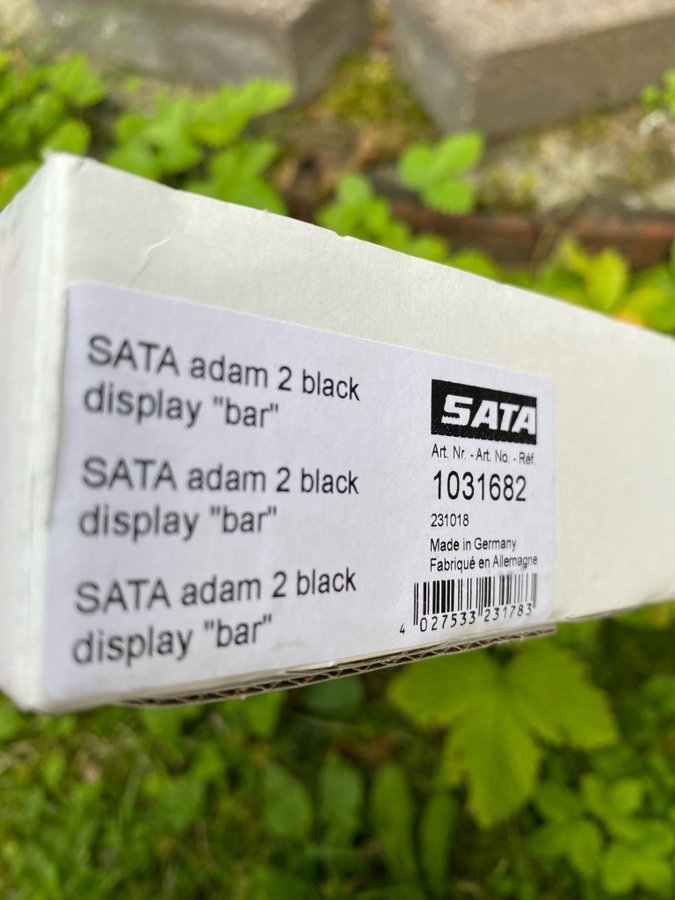 SATA adam 2 black
display "bar"
SATA adam 2 black
display "bar"
SATA adam 2 black
display "bar"
SATA
Art. Nr. - Art. No. - Réf.
1031682
231018
Made in Germany
Fabriqué en Allemagne
4 027533 231783